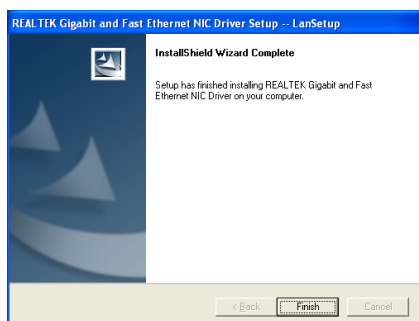 REALTEK Gigabit and Fast Ethernet NIC Driver Setup -- LanSetup
InstallShield Wizard Complete
Setup has finished installing REALTEK Gigabit and Fast
Ethernet NIC Driver on your computer.
< Back Finish Cancel